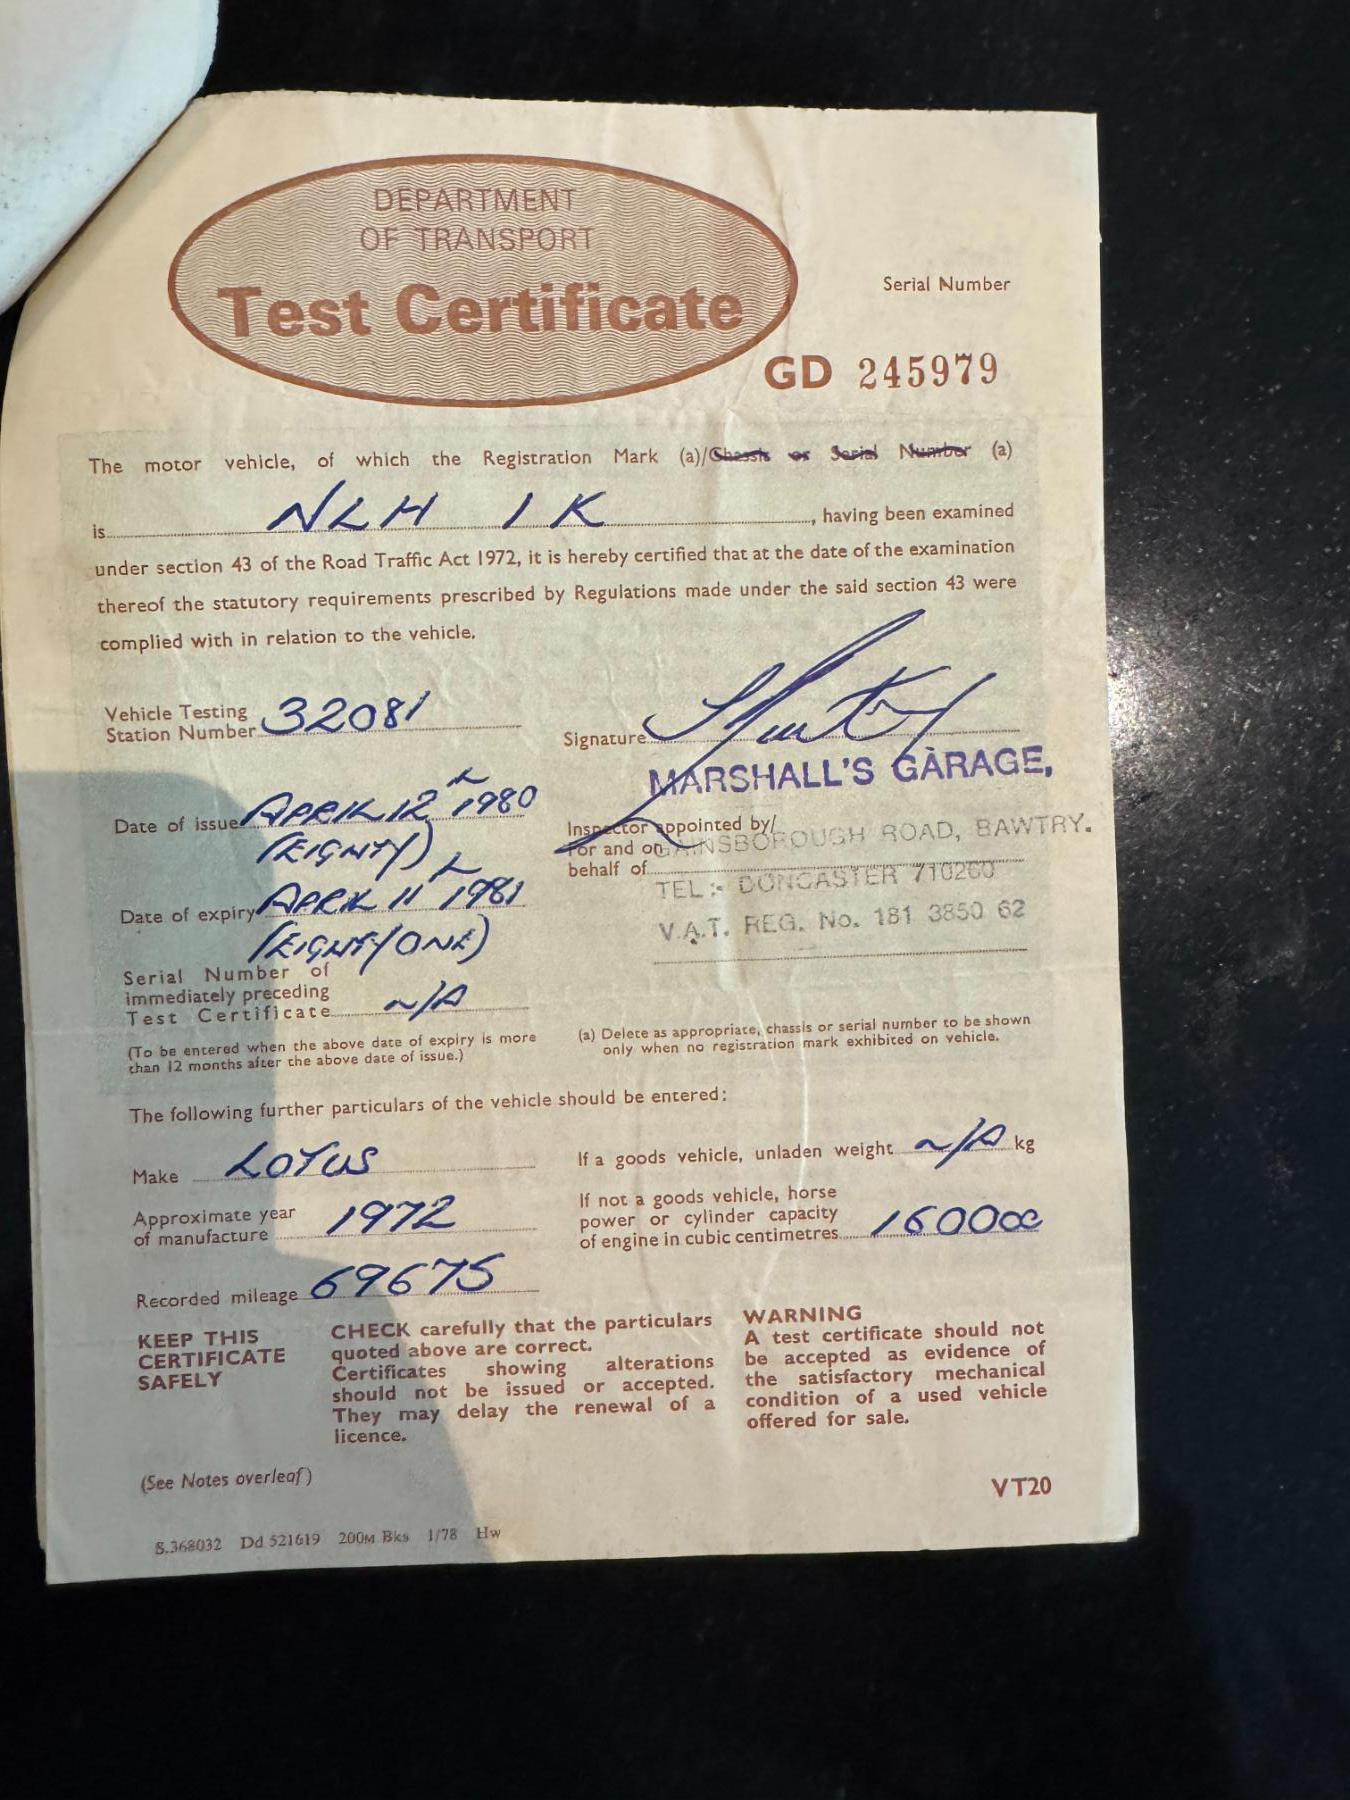 DEPARTMENT
OF TRANSPORT
Test Certificate
Serial Number
GD 245979
The motor vehicle, of which the Registration Mark (a)/Chassis or Serial Number (a)
is NLH 1K, having been examined
under section 43 of the Road Traffic Act 1972, it is hereby certified that at the date of the examination
thereof the statutory requirements prescribed by Regulations made under the said section 43 were
complied with in relation to the vehicle.
Vehicle Testing
Station Number 32081
Signature
MARSHALL'S GARAGE,
Date of issue APRIL 12th 1980
(EIGHTY)
Inspector appointed by/
For and on
behalf of
GAINSBOROUGH ROAD, BAWTRY.
TEL:- DONCASTER 710260
V.A.T. REG. No. 181 3850 62
Date of expiry APRIL 11th 1981
(EIGHTY/ONE)
Serial Number of
immediately preceding
Test Certificate N/A
(To be entered when the above date of expiry is more
than 12 months after the above date of issue.)
(a) Delete as appropriate, chassis or serial number to be shown
only when no registration mark exhibited on vehicle.
The following further particulars of the vehicle should be entered:
Make LOTUS
If a goods vehicle, unladen weight N/A kg
Approximate year
of manufacture 1972
If not a goods vehicle, horse
power or cylinder capacity
of engine in cubic centimetres 1600cc
Recorded mileage 69675
KEEP THIS
CERTIFICATE
SAFELY
CHECK carefully that the particulars
quoted above are correct.
Certificates showing alterations
should not be issued or accepted.
They may delay the renewal of a
licence.
WARNING
A test certificate should not
be accepted as evidence of
the satisfactory mechanical
condition of a used vehicle
offered for sale.
(See Notes overleaf)
VT20
S.368032 Dd 521619 200M Bks 1/78 Hw